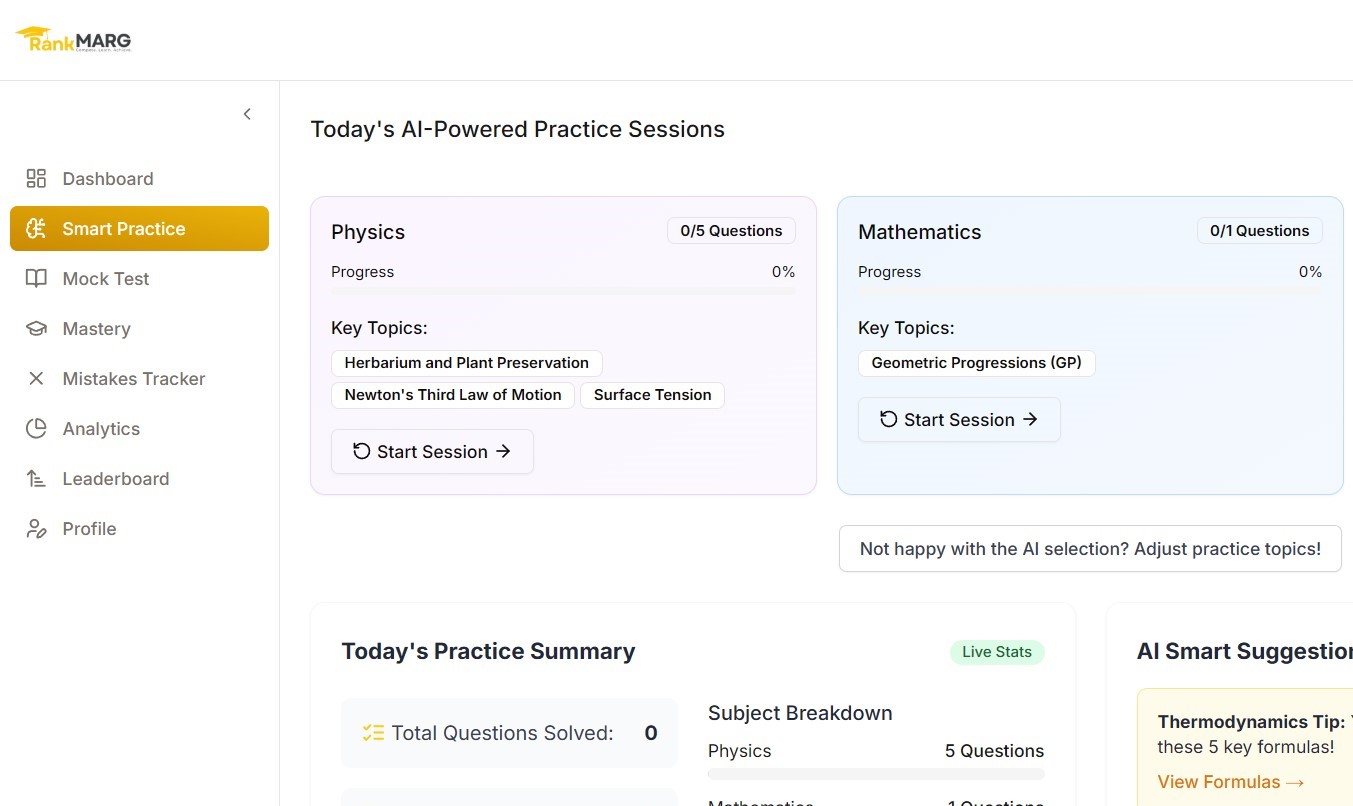 RankMARG
Compete. Learn. Achieve.
Dashboard
Smart Practice
Mock Test
Mastery
Mistakes Tracker
Analytics
Leaderboard
Profile
Today's AI-Powered Practice Sessions
Physics
0/5 Questions
Progress
0%
Key Topics:
Herbarium and Plant Preservation
Newton's Third Law of Motion
Surface Tension
Start Session →
Mathematics
0/1 Questions
Progress
0%
Key Topics:
Geometric Progressions (GP)
Start Session →
Not happy with the AI selection? Adjust practice topics!
Today's Practice Summary
Live Stats
Total Questions Solved: 0
Subject Breakdown
Physics
5 Questions
Mathematics
1 Questions
AI Smart
Thermodynamics Tip:
these 5 key formulas!
View Formulas →